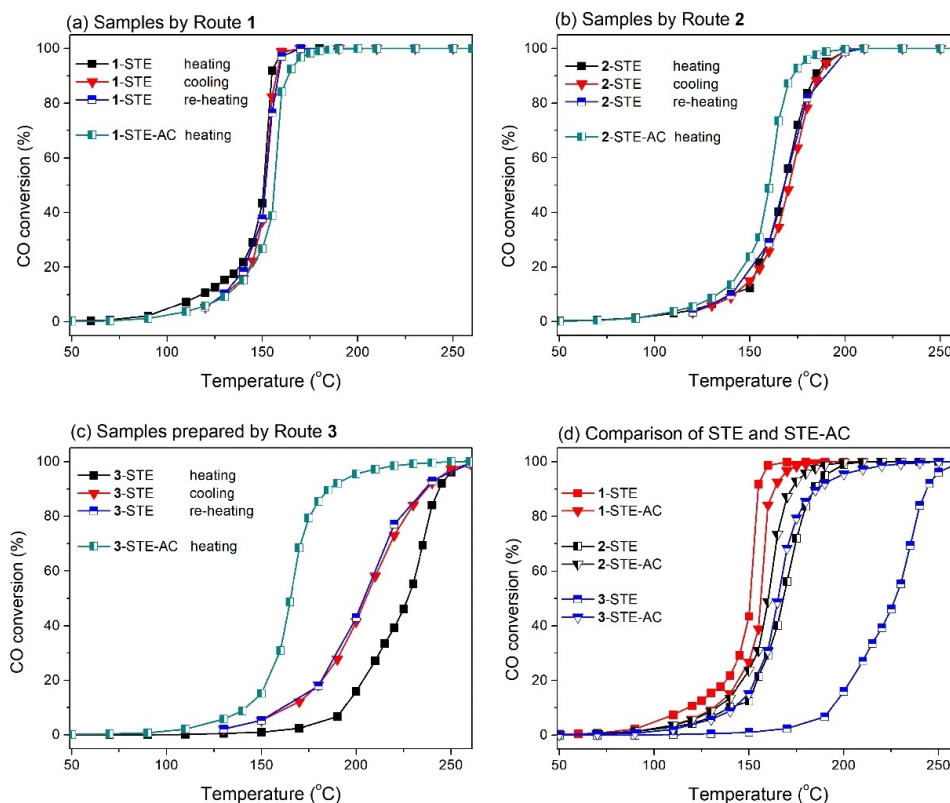 (a) Samples by Route 1
1-STE heating
1-STE cooling
1-STE re-heating
1-STE-AC heating
CO conversion (%)
100
80
60
40
20
0
50 100 150 200 250
Temperature (°C)
(b) Samples by Route 2
2-STE heating
2-STE cooling
2-STE re-heating
2-STE-AC heating
CO conversion (%)
100
80
60
40
20
0
50 100 150 200 250
Temperature (°C)
(c) Samples prepared by Route 3
3-STE heating
3-STE cooling
3-STE re-heating
3-STE-AC heating
CO conversion (%)
100
80
60
40
20
0
50 100 150 200 250
Temperature (°C)
(d) Comparison of STE and STE-AC
1-STE
1-STE-AC
2-STE
2-STE-AC
3-STE
3-STE-AC
CO conversion (%)
100
80
60
40
20
0
50 100 150 200 250
Temperature (°C)